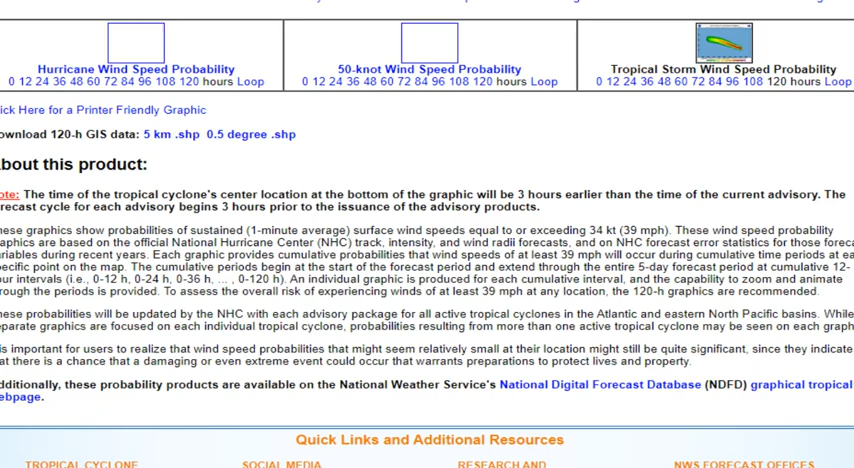 Hurricane Wind Speed Probability
0 12 24 36 48 60 72 84 96 108 120 hours Loop
50-knot Wind Speed Probability
0 12 24 36 48 60 72 84 96 108 120 hours Loop
Tropical Storm Wind Speed Probability
0 12 24 36 48 60 72 84 96 108 120 hours Loop
ick Here for a Printer Friendly Graphic
ownload 120-h GIS data: 5 km .shp 0.5 degree .shp
bout this product:
ote: The time of the tropical cyclone's center location at the bottom of the graphic will be 3 hours earlier than the time of the current advisory. The
recast cycle for each advisory begins 3 hours prior to the issuance of the advisory products.
hese graphics show probabilities of sustained (1-minute average) surface wind speeds equal to or exceeding 34 kt (39 mph). These wind speed probability
aphics are based on the official National Hurricane Center (NHC) track, intensity, and wind radii forecasts, and on NHC forecast error statistics for those foreca
riables during recent years. Each graphic provides cumulative probabilities that wind speeds of at least 39 mph will occur during cumulative time periods at ea
ecific point on the map. The cumulative periods begin at the start of the forecast period and extend through the entire 5-day forecast period at cumulative 12-
our intervals (i.e., 0-12 h, 0-24 h, 0-36 h, ... , 0-120 h). An individual graphic is produced for each cumulative interval, and the capability to zoom and animate
rough the periods is provided. To assess the overall risk of experiencing winds of at least 39 mph at any location, the 120-h graphics are recommended.
hese probabilities will be updated by the NHC with each advisory package for all active tropical cyclones in the Atlantic and eastern North Pacific basins. While
eparate graphics are focused on each individual tropical cyclone, probabilities resulting from more than one active tropical cyclone may be seen on each graph
is important for users to realize that wind speed probabilities that might seem relatively small at their location might still be quite significant, since they indicate
at there is a chance that a damaging or even extreme event could occur that warrants preparations to protect lives and property.
dditionally, these probability products are available on the National Weather Service's National Digital Forecast Database (NDFD) graphical tropical
ebpage.
Quick Links and Additional Resources
TROPICAL CYCLONE
SOCIAL MEDIA
RESEARCH AND
NWS FORECAST OFFICES